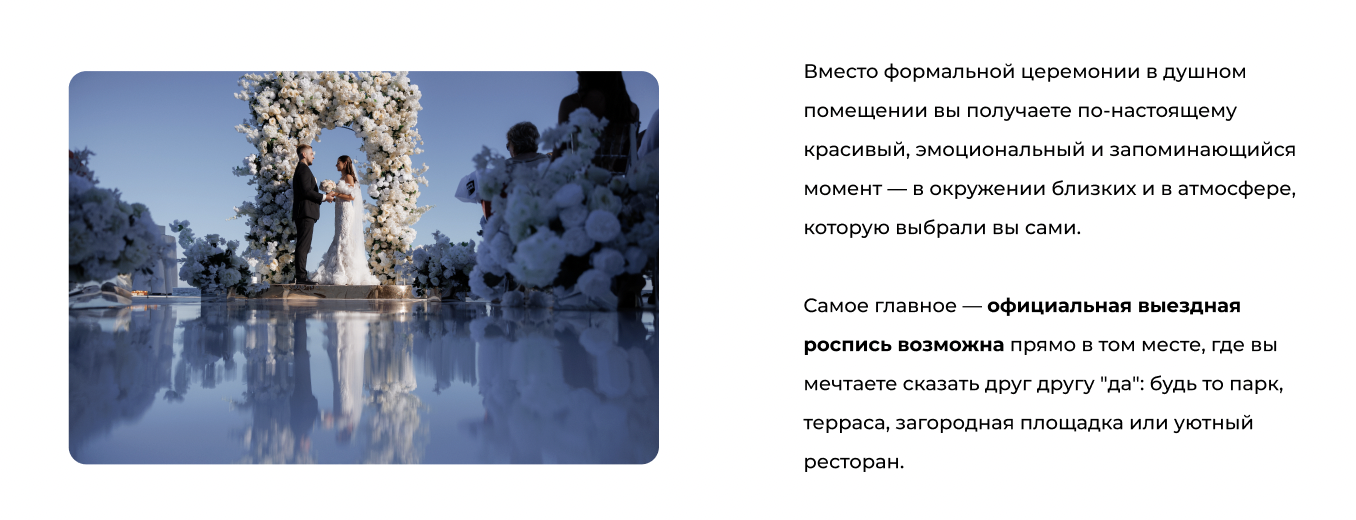 Вместо формальной церемонии в душном
помещении вы получаете по-настоящему
красивый, эмоциональный и запоминающийся
момент — в окружении близких и в атмосфере,
которую выбрали вы сами.
Самое главное — официальная выездная
роспись возможна прямо в том месте, где вы
мечтаете сказать друг другу "да": будь то парк,
терраса, загородная площадка или уютный
ресторан.